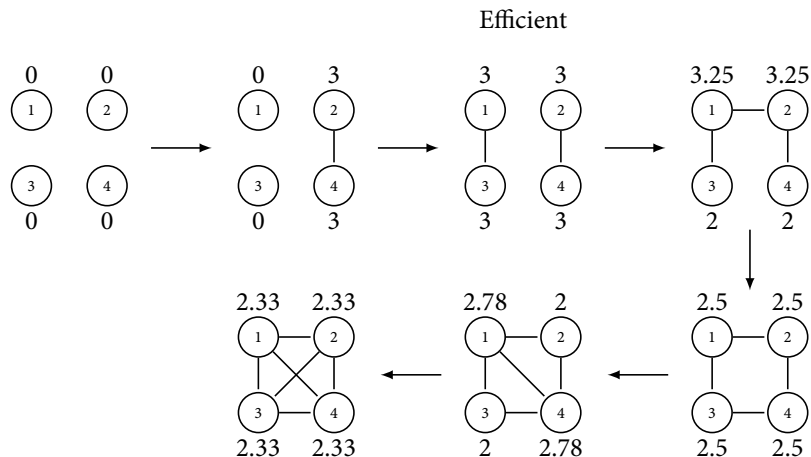 Efficient
0 0 0 3 3 3 3.25 3.25
1 2 1 2 1 2 1 2
3 4 3 4 3 4 3 4
0 0 0 3 3 3 2 2
2.33 2.33 2.78 2 2.5 2.5
1 2 1 2 1 2
3 4 3 4 3 4
2.33 2.33 2 2.78 2.5 2.5